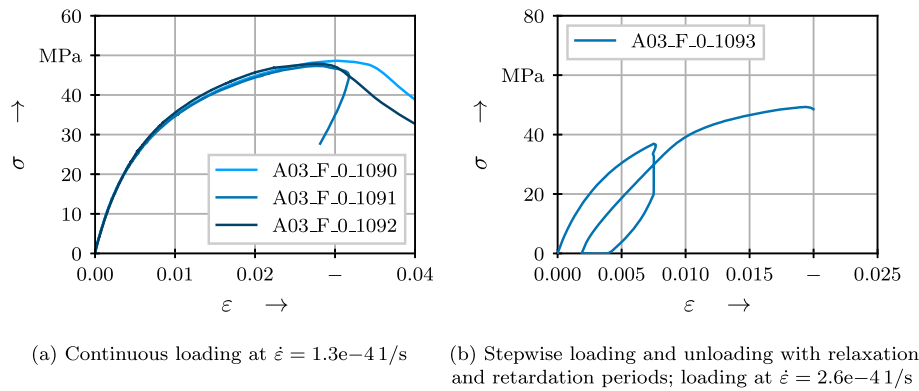 60
MPa
40
30
20
10
0
σ →
0.00 0.01 0.02 − 0.04
ε →
A03_F_0_1090
A03_F_0_1091
A03_F_0_1092
(a) Continuous loading at ε̇ = 1.3e−4 1/s
80
MPa
40
20
0
σ →
0.000 0.005 0.010 0.015 − 0.025
ε →
A03_F_0_1093
(b) Stepwise loading and unloading with relaxation
and retardation periods; loading at ε̇ = 2.6e−4 1/s